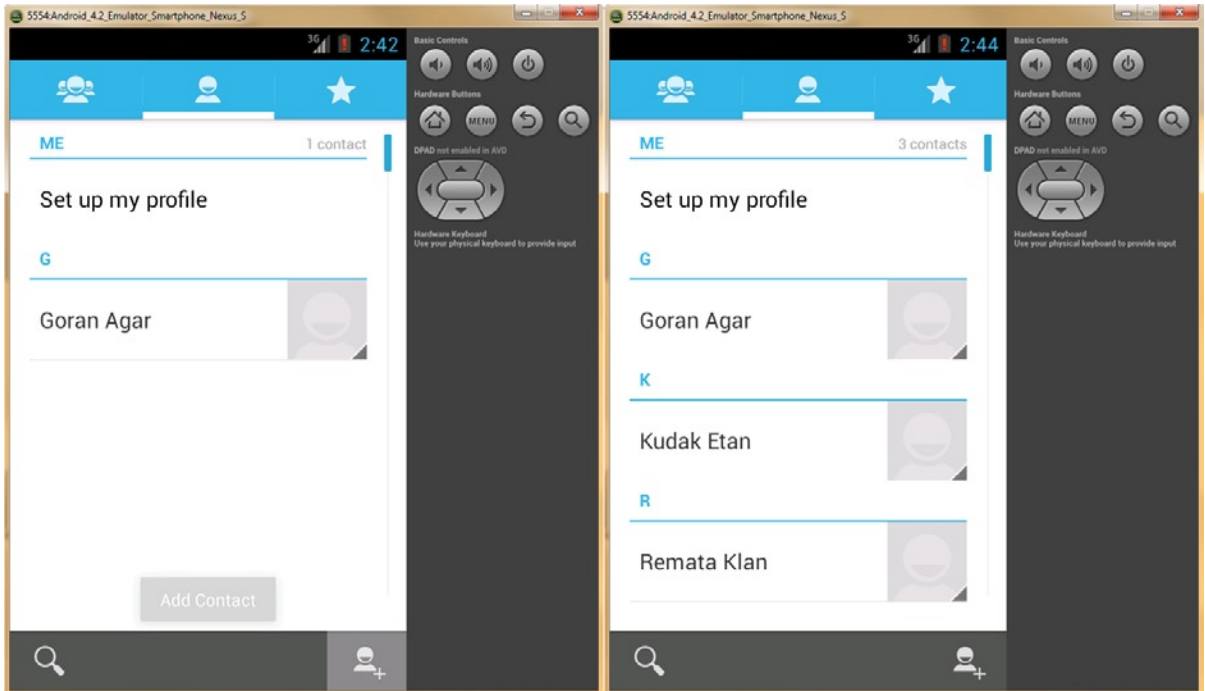 5554:Android_4.2_Emulator_Smartphone_Nexus_S
3G 2:42
Basic Controls
Hardware Buttons
MENU
DPAD not enabled in AVD
Hardware Keyboard
Use your physical keyboard to provide input
ME 1 contact
Set up my profile
G
Goran Agar
Add Contact
5554:Android_4.2_Emulator_Smartphone_Nexus_S
3G 2:44
Basic Controls
Hardware Buttons
MENU
DPAD not enabled in AVD
Hardware Keyboard
Use your physical keyboard to provide input
ME 3 contacts
Set up my profile
G
Goran Agar
K
Kudak Etan
R
Remata Klan